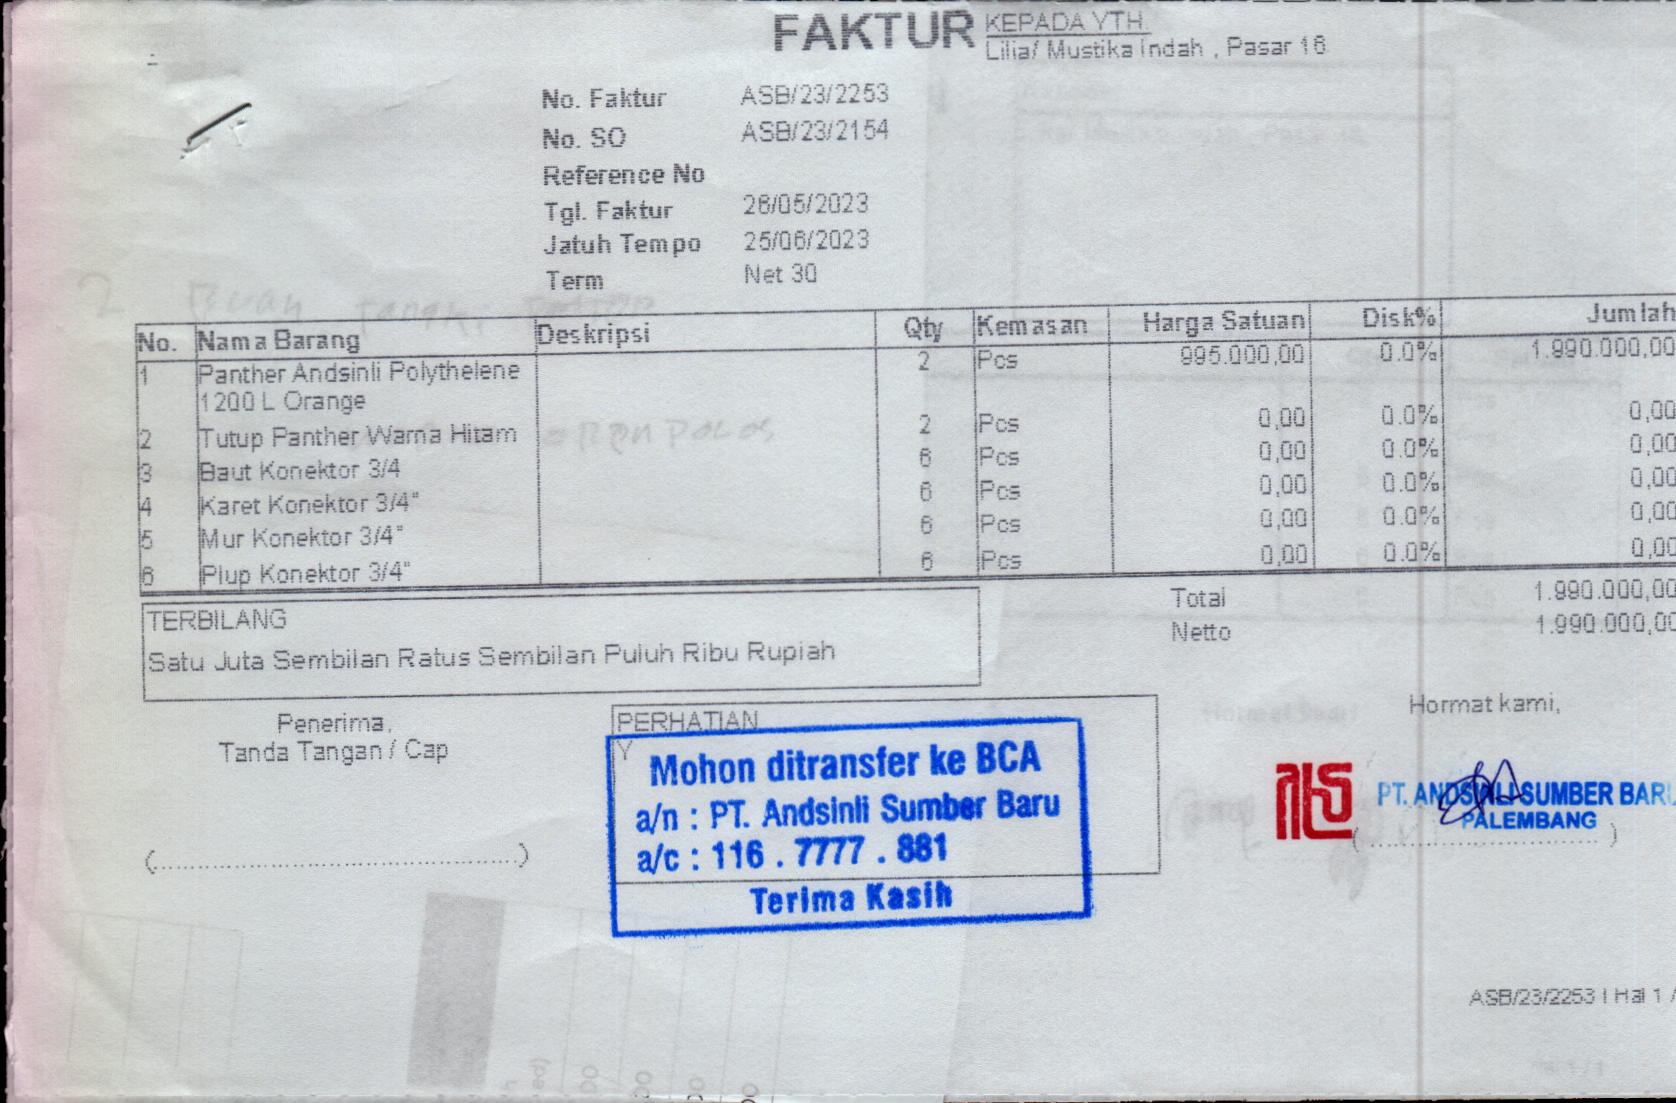 FAKTUR
KEPADA YTH.
Lilia/ Mustika Indah , Pasar 16
No. Faktur ASB/23/2253
No. SO ASB/23/2154
Reference No
Tgl. Faktur 26/05/2023
Jatuh Tempo 25/06/2023
Term Net 30
No. Nama Barang Deskripsi Qty Kemasan Harga Satuan Disk% Jumlah
1 Panther Andsinli Polythelene 2 Pcs 995.000,00 0.0% 1.990.000,00
1200 L Orange
2 Tutup Panther Warna Hitam 2 Pcs 0,00 0.0% 0,00
3 Baut Konektor 3/4 6 Pcs 0,00 0.0% 0,00
4 Karet Konektor 3/4" 6 Pcs 0,00 0.0% 0,00
5 Mur Konektor 3/4" 6 Pcs 0,00 0.0% 0,00
6 Plup Konektor 3/4" 6 Pcs 0,00 0.0% 0,00
Total 1.990.000,00
Netto 1.990.000,00
TERBILANG
Satu Juta Sembilan Ratus Sembilan Puluh Ribu Rupiah
Penerima,
Tanda Tangan / Cap
(........................................................)
PERHATIAN
Y
Mohon ditransfer ke BCA
a/n : PT. Andsinli Sumber Baru
a/c : 116 . 7777 . 881
Terima Kasih
Hormat kami,
PT. ANDSINLI SUMBER BARU
PALEMBANG
(........................................)
ASB/23/2253 | Hal 1 /